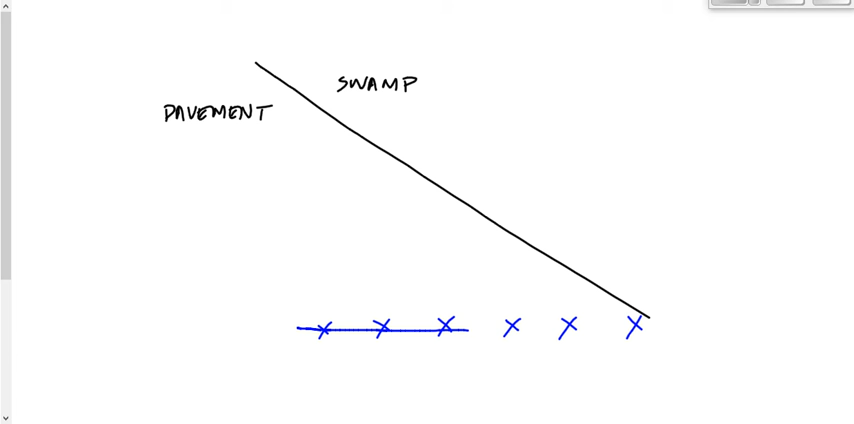 SWAMP
PAVEMENT
X X X X X X